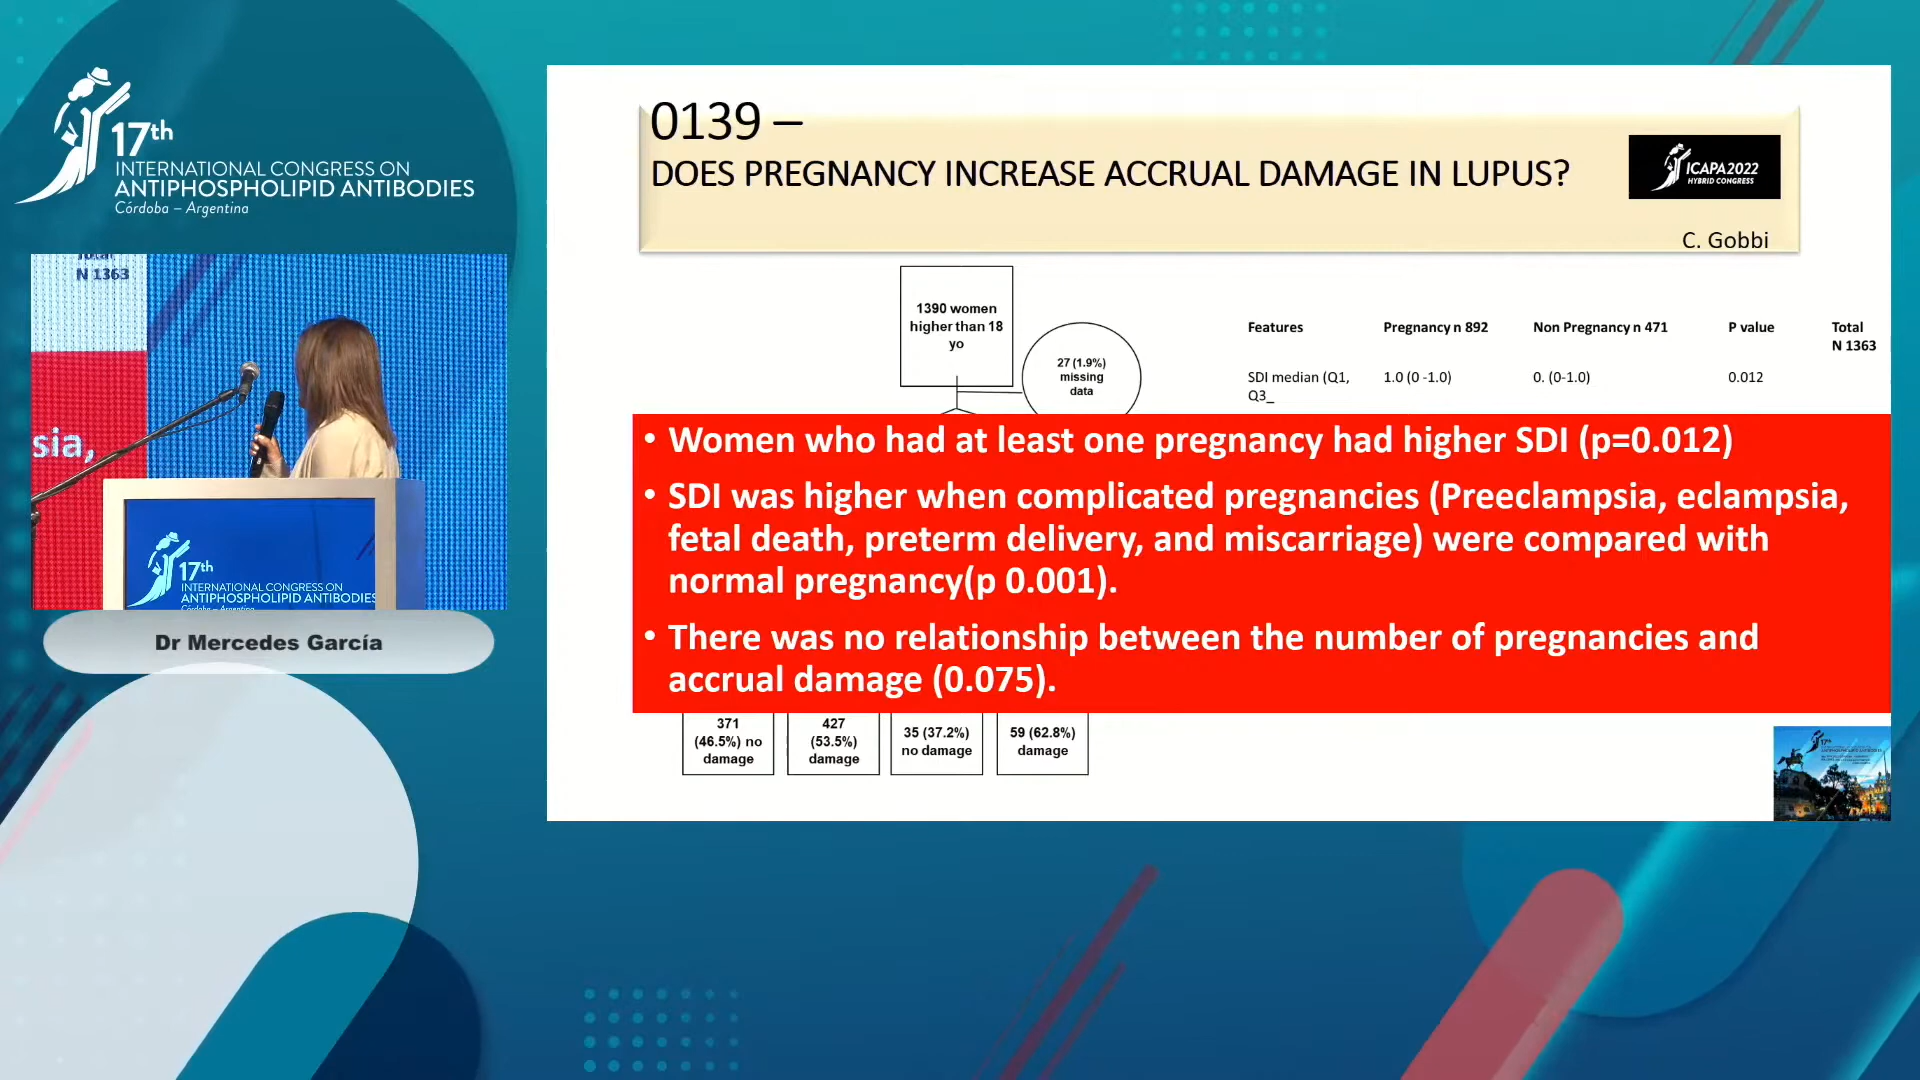 17th
INTERNATIONAL CONGRESS ON
ANTIPHOSPHOLIPID ANTIBODIES
Córdoba – Argentina
Total
N 1363
sia,
17th
INTERNATIONAL CONGRESS ON
ANTIPHOSPHOLIPID ANTIBODIES
Córdoba – Argentina
Dr Mercedes García
0139 –
DOES PREGNANCY INCREASE ACCRUAL DAMAGE IN LUPUS?
ICAPA2022
HYBRID CONGRESS
C. Gobbi
1390 women
higher than 18
yo
27 (1.9%)
missing
data
Features Pregnancy n 892 Non Pregnancy n 471 P value Total
N 1363
SDI median (Q1, 1.0 (0 -1.0) 0. (0-1.0) 0.012
Q3_
• Women who had at least one pregnancy had higher SDI (p=0.012)
• SDI was higher when complicated pregnancies (Preeclampsia, eclampsia,
fetal death, preterm delivery, and miscarriage) were compared with
normal pregnancy(p 0.001).
• There was no relationship between the number of pregnancies and
accrual damage (0.075).
371
(46.5%) no
damage
427
(53.5%)
damage
35 (37.2%)
no damage
59 (62.8%)
damage
17th